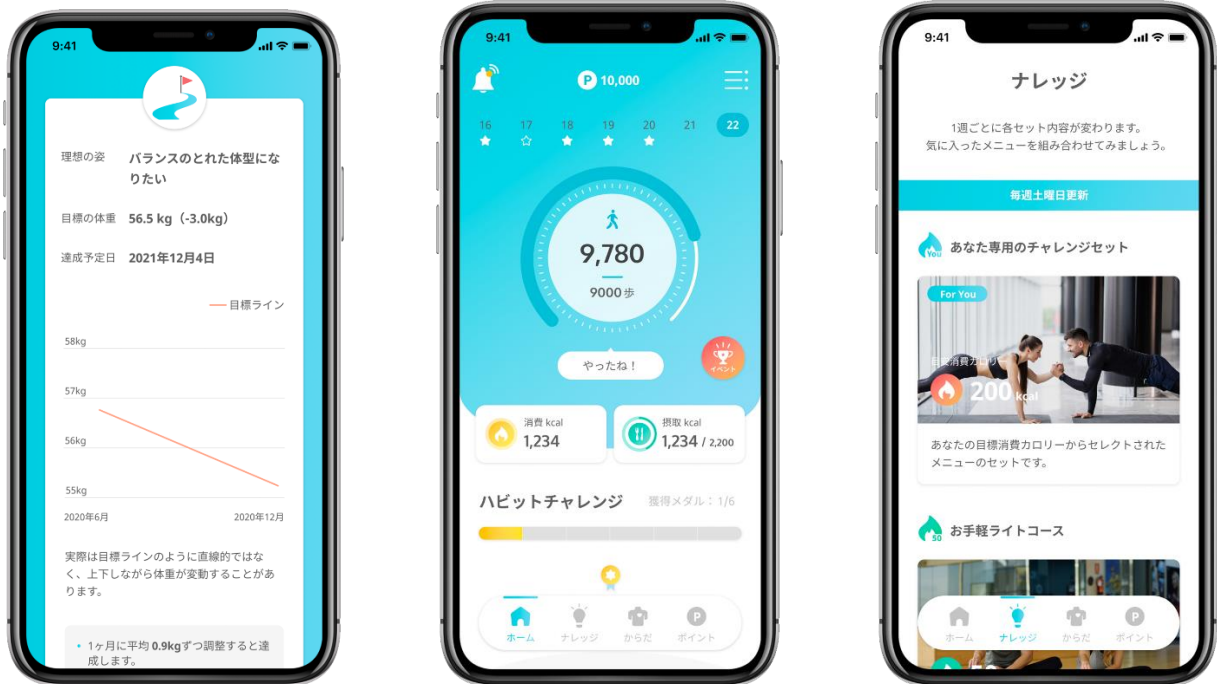 9:41
理想の姿
バランスのとれた体型にな
りたい
目標の体重 56.5 kg（-3.0kg）
達成予定日 2021年12月4日
目標ライン
58kg
57kg
56kg
55kg
2020年6月 2020年12月
実際は目標ラインのように直線的ではな
く、上下しながら体重が変動することがあ
ります。
• 1ヶ月に平均 0.9kgずつ調整すると達
成します。
9:41
P 10,000
16 17 18 19 20 21 22
9,780
9000 歩
やったね！
イベント
消費 kcal
1,234
摂取 kcal
1,234 / 2,200
ハビットチャレンジ 獲得メダル：1/6
ホーム ナレッジ からだ ポイント
9:41
ナレッジ
1週ごとに各セット内容が変わります。
気に入ったメニューを組み合わせてみましょう。
毎週土曜日更新
You
あなた専用のチャレンジセット
For You
目安消費カロリー
200 kcal
あなたの目標消費カロリーからセレクトされた
メニューのセットです。
50
お手軽ライトコース
ホーム ナレッジ からだ ポイント